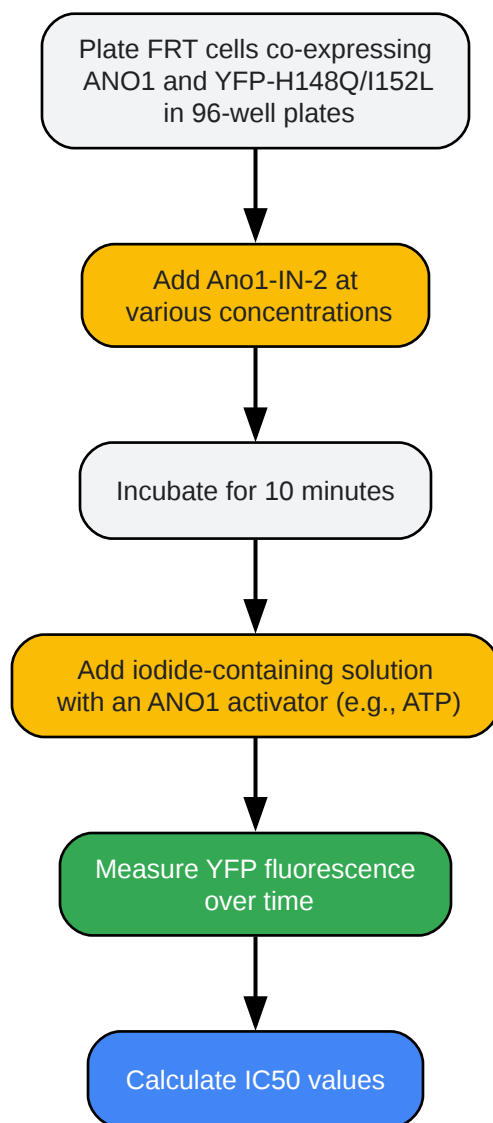 Plate FRT cells co-expressing
ANO1 and YFP-H148Q/I152L
in 96-well plates
Add Ano1-IN-2 at
various concentrations
Incubate for 10 minutes
Add iodide-containing solution
with an ANO1 activator (e.g., ATP)
Measure YFP fluorescence
over time
Calculate IC50 values